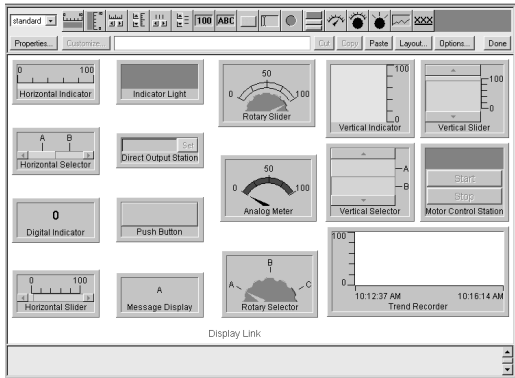 standard
100 ABC XXX
Properties... Customize... Cut Copy Paste Layout... Options... Done
0 100
Horizontal Indicator
Indicator Light
0 50 100
Rotary Slider
100
0
Vertical Indicator
100
0
Vertical Slider
A B
Horizontal Selector
Set
Direct Output Station
0 50 100
Analog Meter
A
B
Vertical Selector
Start
Stop
Motor Control Station
0
Digital Indicator
Push Button
0 100
Horizontal Slider
A
Message Display
A B C
Rotary Selector
100
0
10:12:37 AM 10:16:14 AM
Trend Recorder
Display Link